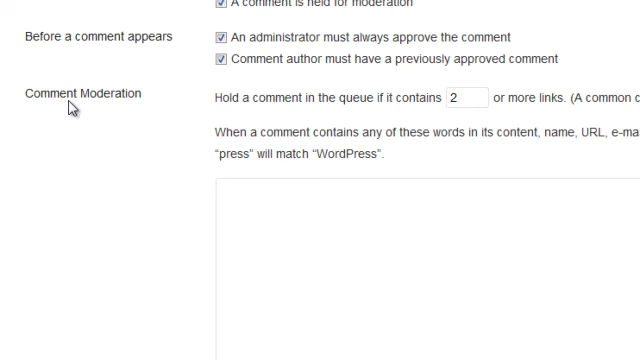 A comment is held for moderation
Before a comment appears
An administrator must always approve the comment
Comment author must have a previously approved comment
Comment Moderation
Hold a comment in the queue if it contains 2 or more links. (A common c
When a comment contains any of these words in its content, name, URL, e-ma
“press” will match “WordPress”.